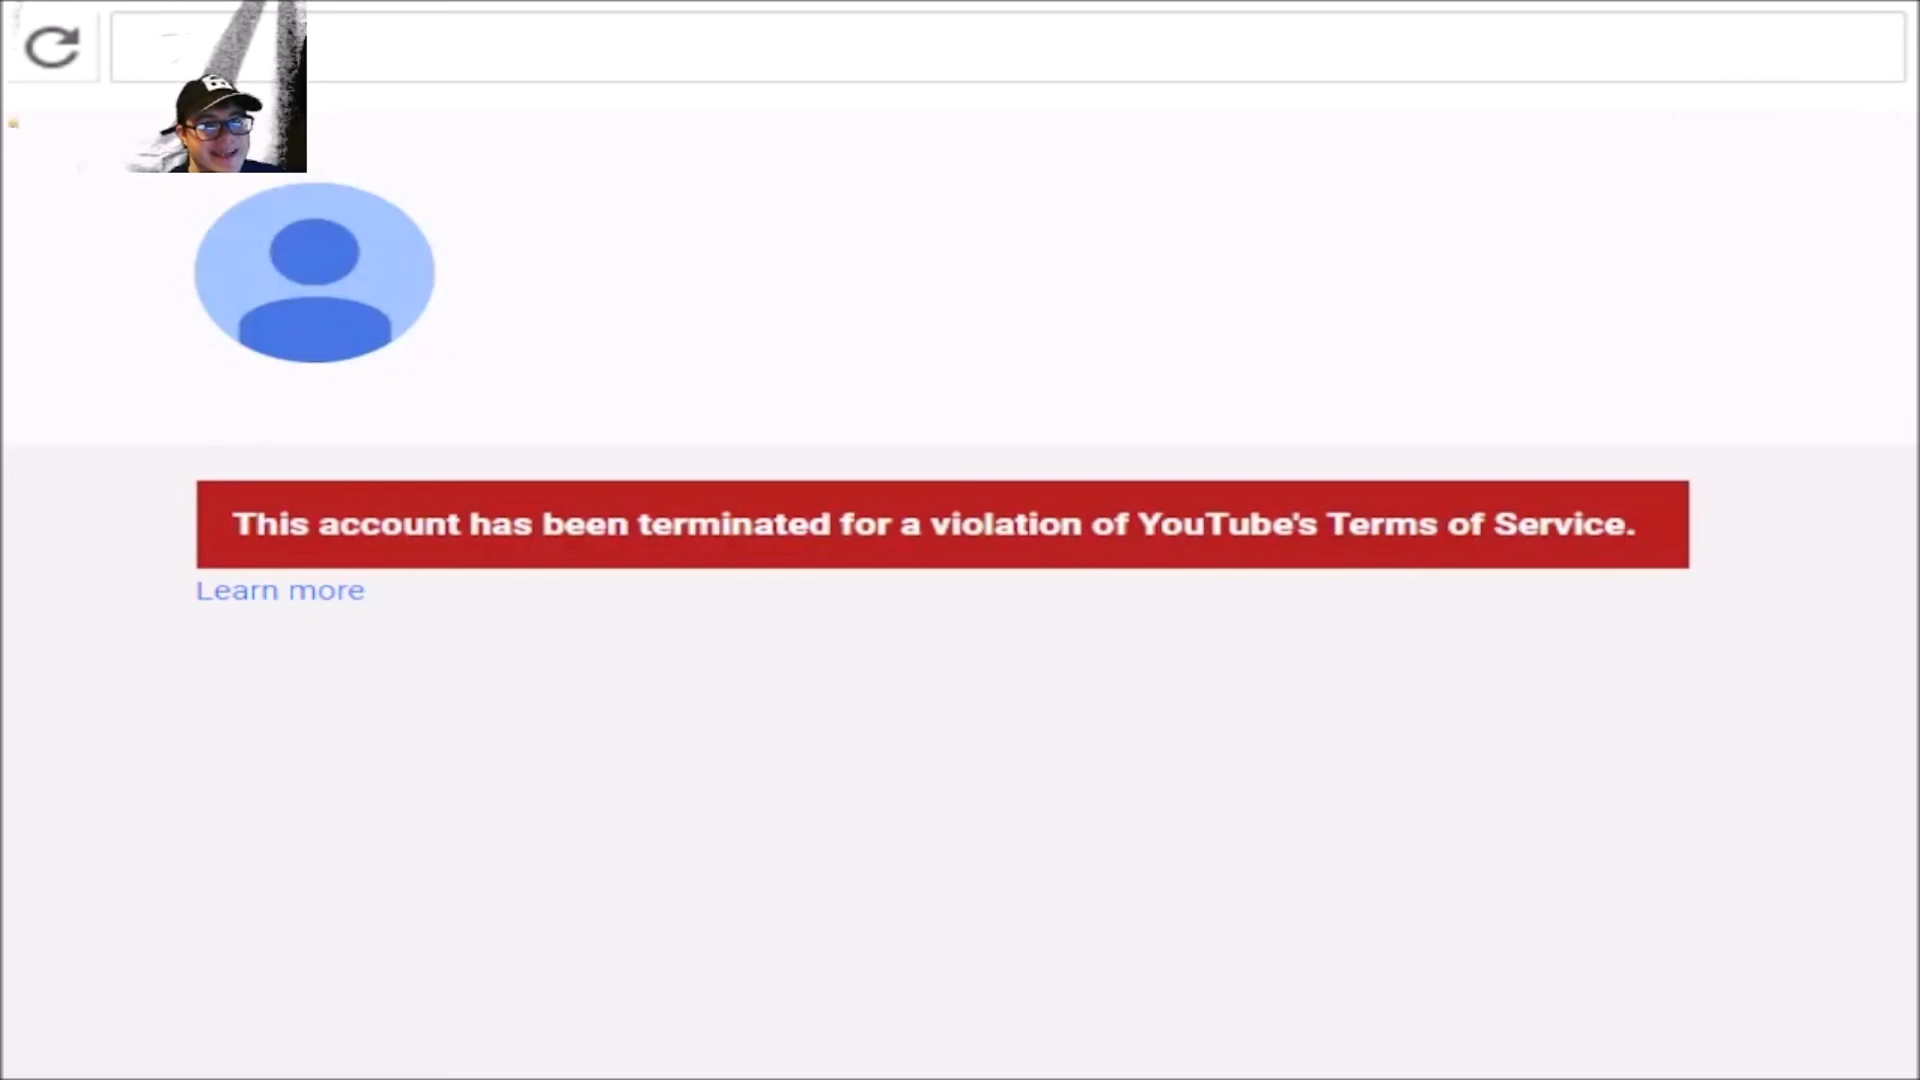 This account has been terminated for a violation of YouTube's Terms of Service.
Learn more